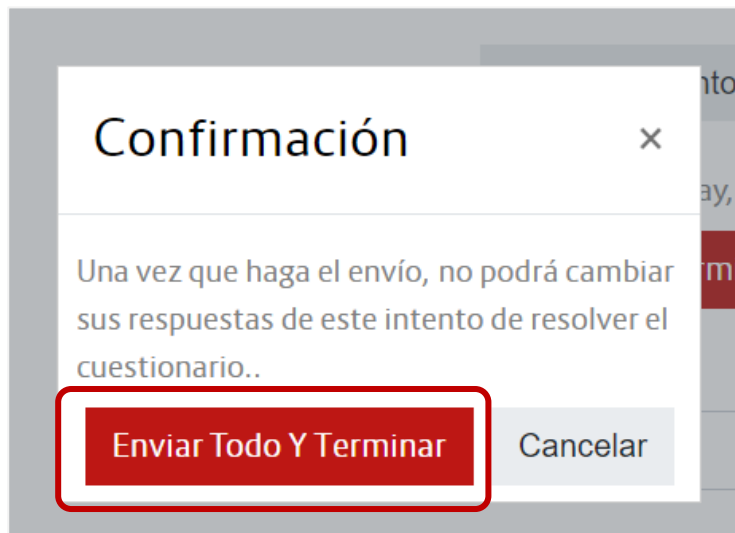 Confirmación ×
Una vez que haga el envío, no podrá cambiar
sus respuestas de este intento de resolver el
cuestionario..
Enviar Todo Y Terminar Cancelar